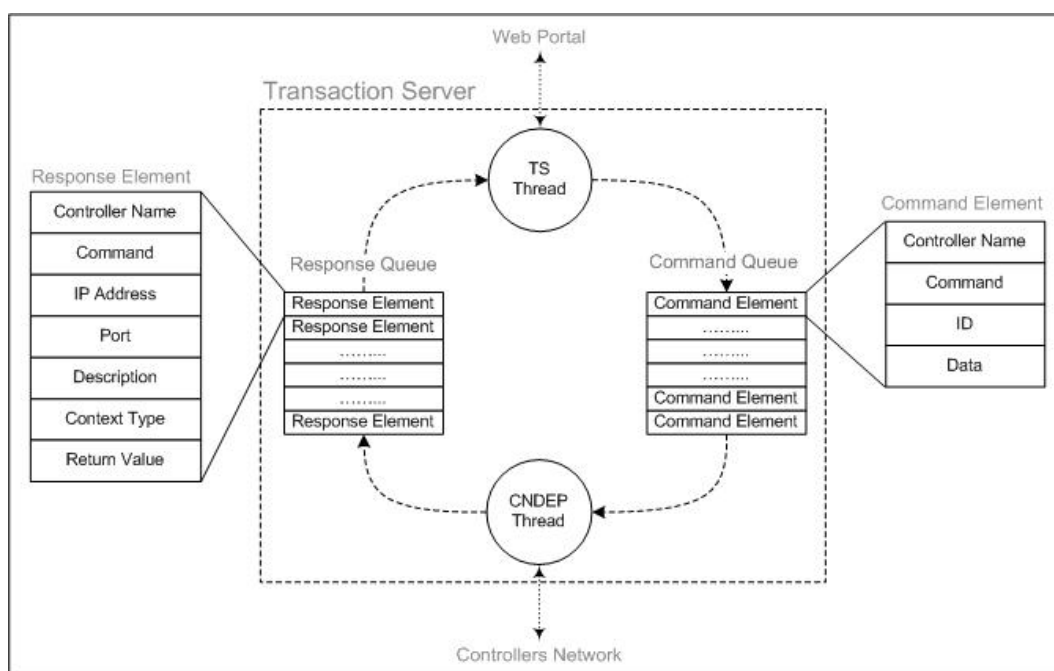 Web Portal
Transaction Server
TS
Thread
Response Element
Controller Name
Command
IP Address
Port
Description
Context Type
Return Value
Response Queue
Response Element
Response Element
.........
.........
.........
Response Element
Command Queue
Command Element
.........
.........
.........
Command Element
Command Element
Command Element
Controller Name
Command
ID
Data
CNDEP
Thread
Controllers Network